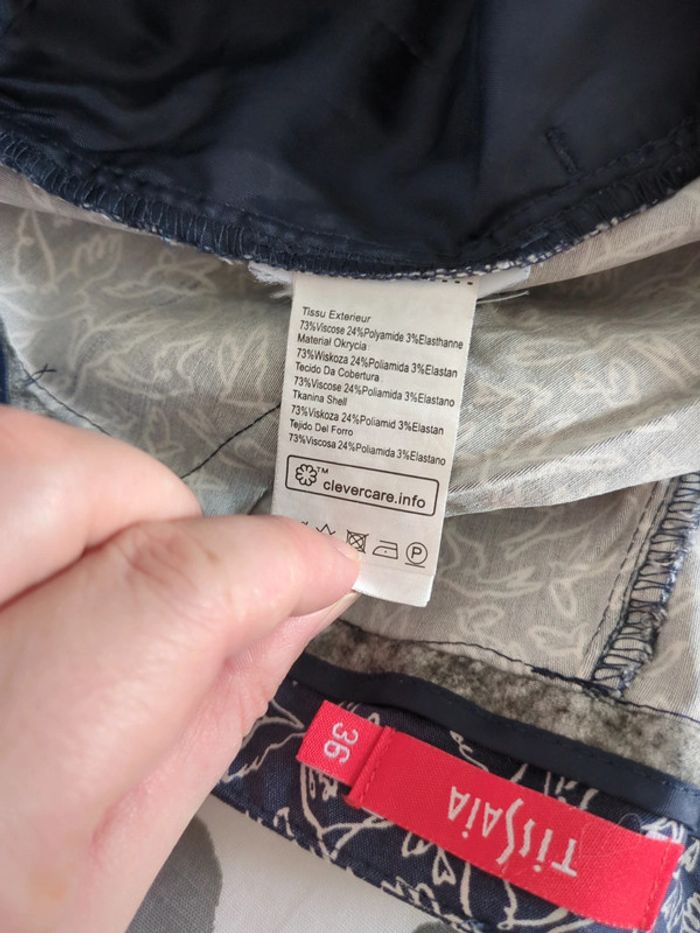 Tissu Exterieur
73%Viscose 24%Polyamide 3%Elasthanne
Materiał Okrycia
73%Wiskoza 24%Poliamida 3%Elastan
Tecido Da Cobertura
73%Viscose 24%Poliamida 3%Elastano
Tkanina Shell
73%Viskoza 24%Poliamid 3%Elastan
Tejido Del Forro
73%Viscosa 24%Poliamida 3%Elastano
TM
clevercare.info
P
36
TissAiA